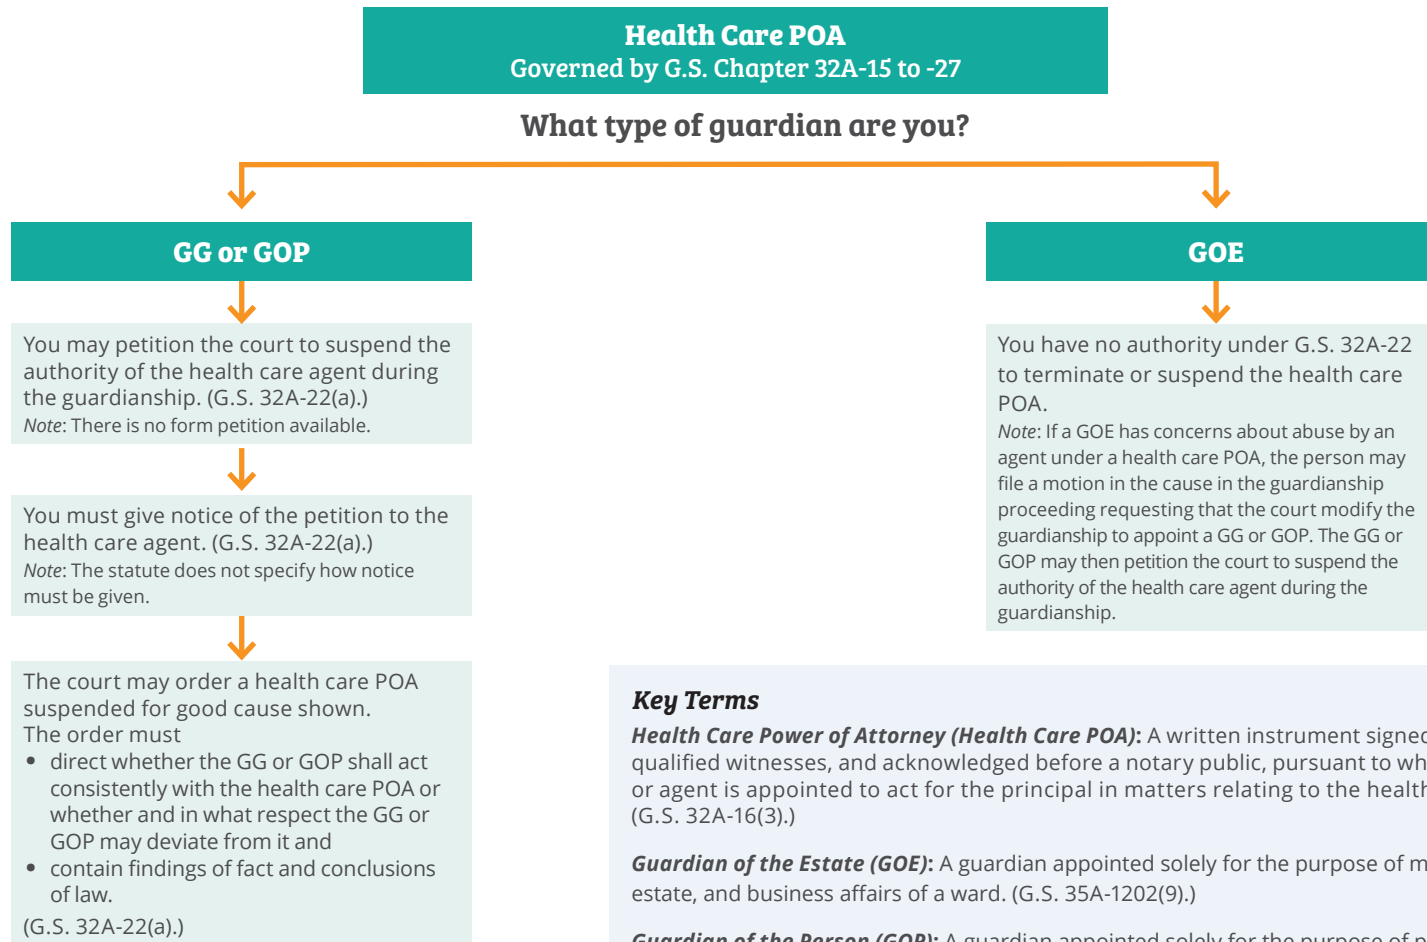 Health Care POA
Governed by G.S. Chapter 32A-15 to -27
What type of guardian are you?
GG or GOP
You may petition the court to suspend the
authority of the health care agent during
the guardianship. (G.S. 32A-22(a).)
Note: There is no form petition available.
You must give notice of the petition to the
health care agent. (G.S. 32A-22(a).)
Note: The statute does not specify how notice
must be given.
The court may order a health care POA
suspended for good cause shown.
The order must
• direct whether the GG or GOP shall act
consistently with the health care POA or
whether and in what respect the GG or
GOP may deviate from it and
• contain findings of fact and conclusions
of law.
(G.S. 32A-22(a).)
GOE
You have no authority under G.S. 32A-22
to terminate or suspend the health care
POA.
Note: If a GOE has concerns about abuse by an
agent under a health care POA, the person may
file a motion in the cause in the guardianship
proceeding requesting that the court modify the
guardianship to appoint a GG or GOP. The GG or
GOP may then petition the court to suspend the
authority of the health care agent during the
guardianship.
Key Terms
Health Care Power of Attorney (Health Care POA): A written instrument signed
qualified witnesses, and acknowledged before a notary public, pursuant to wh
or agent is appointed to act for the principal in matters relating to the health
(G.S. 32A-16(3).)
Guardian of the Estate (GOE): A guardian appointed solely for the purpose of m
estate, and business affairs of a ward. (G.S. 35A-1202(9).)
Guardian of the Person (GOP): A guardian appointed solely for the purpose of